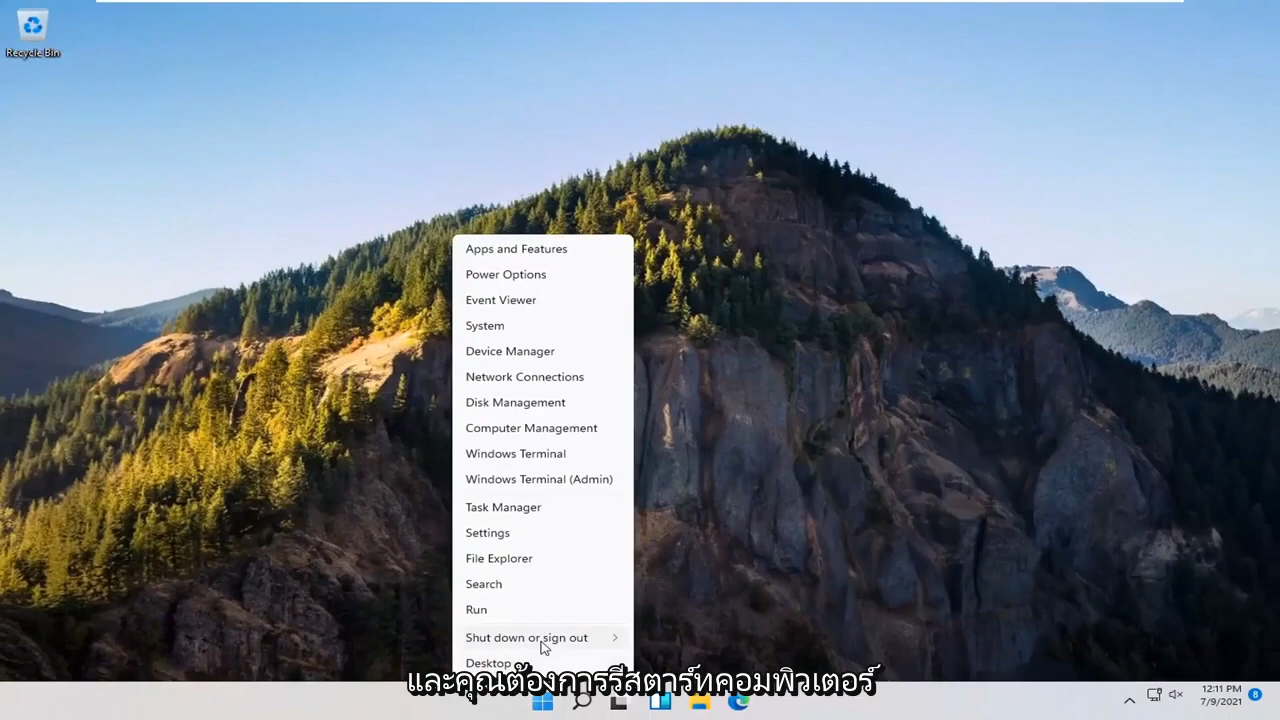 Recycle Bin
Apps and Features
Power Options
Event Viewer
System
Device Manager
Network Connections
Disk Management
Computer Management
Windows Terminal
Windows Terminal (Admin)
Task Manager
Settings
File Explorer
Search
Run
Shut down or sign out
Desktop
และคุณต้องการรีสตาร์ทคอมพิวเตอร์
12:11 PM
7/9/2021
8